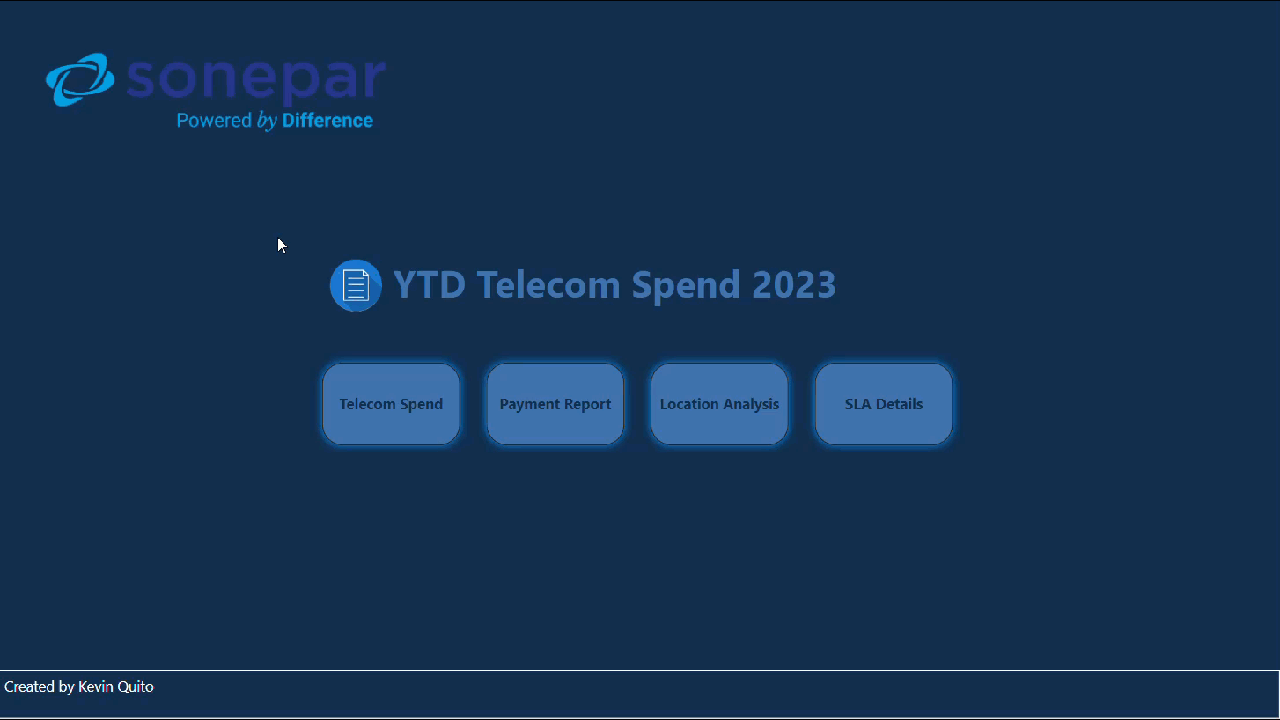 sonepar
Powered by Difference
YTD Telecom Spend 2023
Telecom Spend
Payment Report
Location Analysis
SLA Details
Created by Kevin Quito